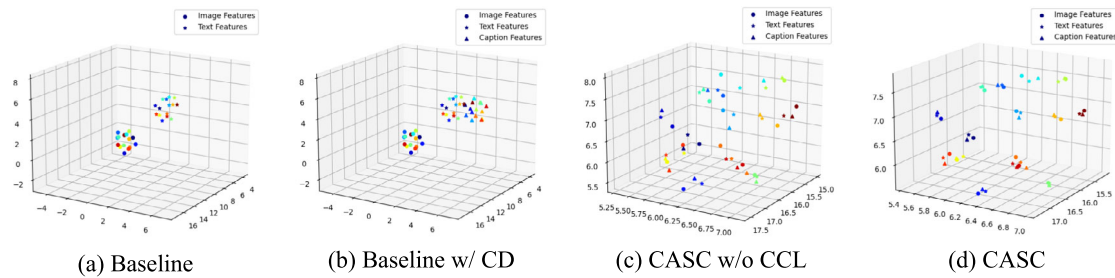 Image Features
Text Features
8
6
4
2
0
−2
−4 −2 0 2 4 6
16 14 12 10 8 6 4
(a) Baseline
Image Features
Text Features
Caption Features
8
6
4
2
0
−2
−4 −2 0 2 4 6
16 14 12 10 8 6 4
(b) Baseline w/ CD
Image Features
Text Features
Caption Features
8.0
7.5
7.0
6.5
6.0
5.5
5.25 5.50 5.75 6.00 6.25 6.50 6.75 7.00
17.5 17.0 16.5 16.0 15.5 15.0
(c) CASC w/o CCL
Image Features
Text Features
Caption Features
7.5
7.0
6.5
6.0
5.4 5.6 5.8 6.0 6.2 6.4 6.6 6.8 7.0
17.0 16.5 16.0 15.5
(d) CASC